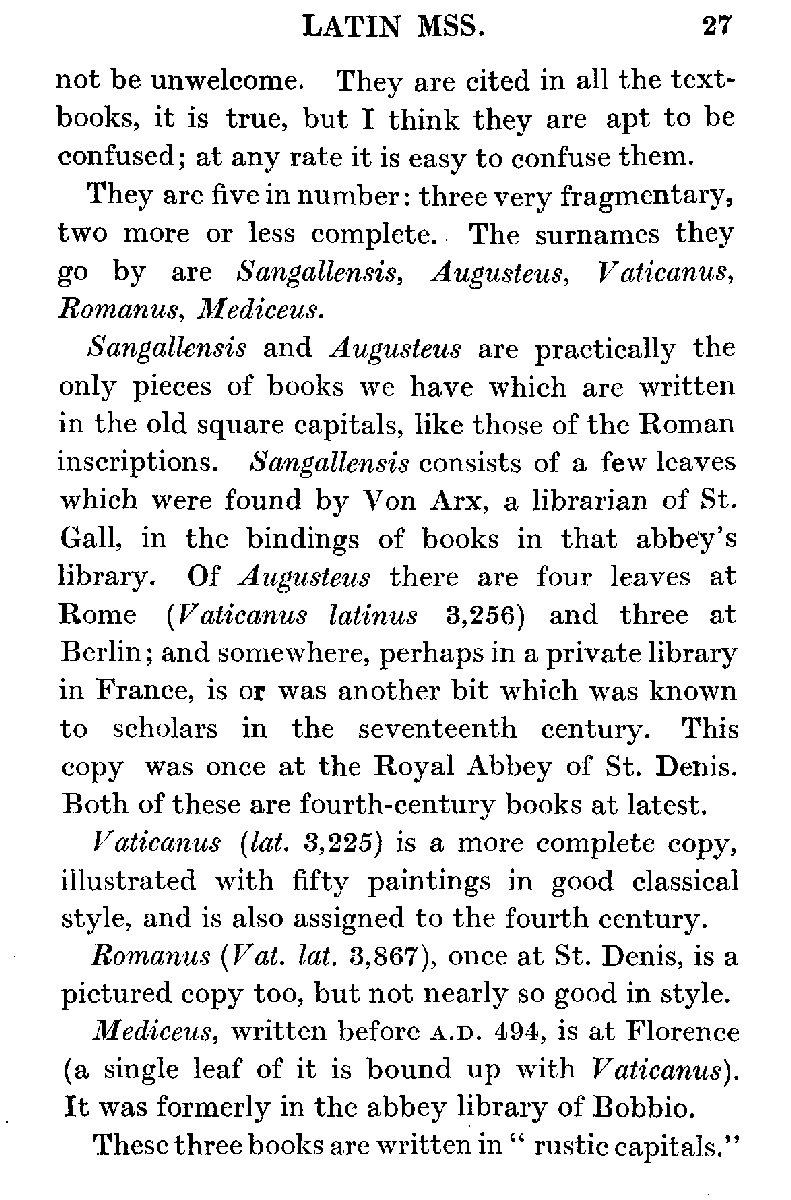 LATIN MSS. 27
not be unwelcome. They are cited in all the text-
books, it is true, but I think they are apt to be
confused; at any rate it is easy to confuse them.
They are five in number: three very fragmentary,
two more or less complete. The surnames they
go by are Sangallensis, Augusteus, Vaticanus,
Romanus, Mediceus.
Sangallensis and Augusteus are practically the
only pieces of books we have which are written
in the old square capitals, like those of the Roman
inscriptions. Sangallensis consists of a few leaves
which were found by Von Arx, a librarian of St.
Gall, in the bindings of books in that abbey's
library. Of Augusteus there are four leaves at
Rome (Vaticanus latinus 3,256) and three at
Berlin; and somewhere, perhaps in a private library
in France, is or was another bit which was known
to scholars in the seventeenth century. This
copy was once at the Royal Abbey of St. Denis.
Both of these are fourth-century books at latest.
Vaticanus (lat. 3,225) is a more complete copy,
illustrated with fifty paintings in good classical
style, and is also assigned to the fourth century.
Romanus (Vat. lat. 3,867), once at St. Denis, is a
pictured copy too, but not nearly so good in style.
Mediceus, written before A.D. 494, is at Florence
(a single leaf of it is bound up with Vaticanus).
It was formerly in the abbey library of Bobbio.
These three books are written in " rustic capitals."